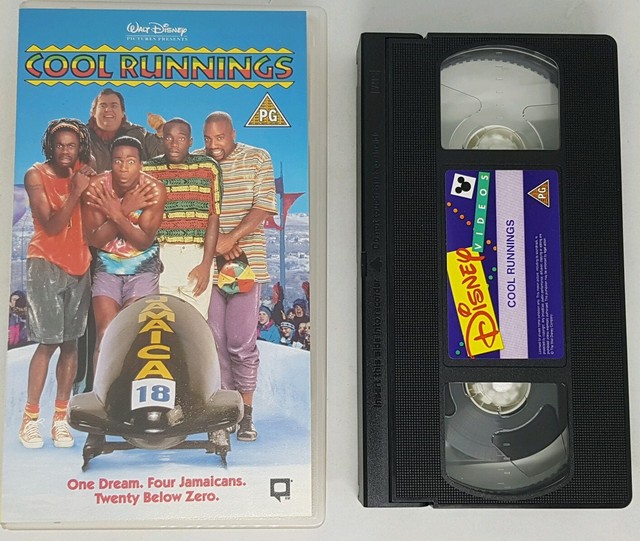 WALT DISNEY
PICTURES PRESENTS
COOL RUNNINGS
PG
JAMAICA
18
One Dream. Four Jamaicans.
Twenty Below Zero.
DISNEY
VIDEOS
COOL RUNNINGS
PG
Insert this side into recorder